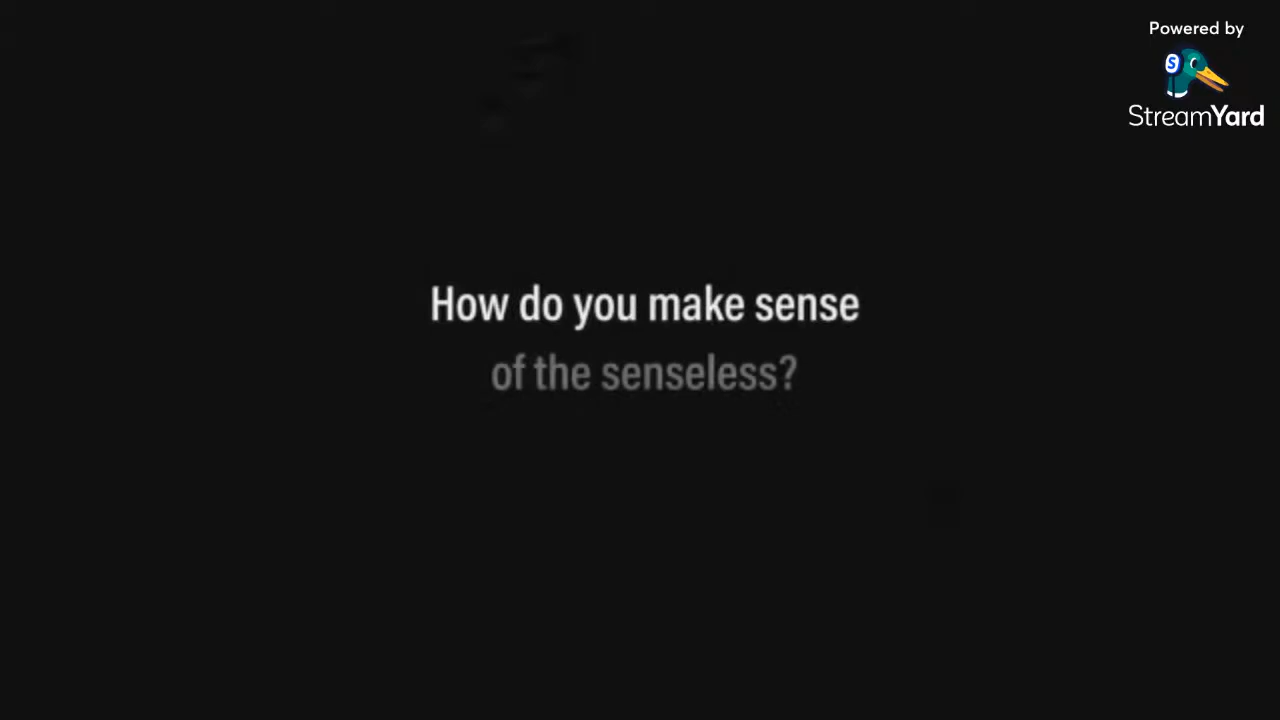 Powered by
S
StreamYard
How do you make sense
of the senseless?